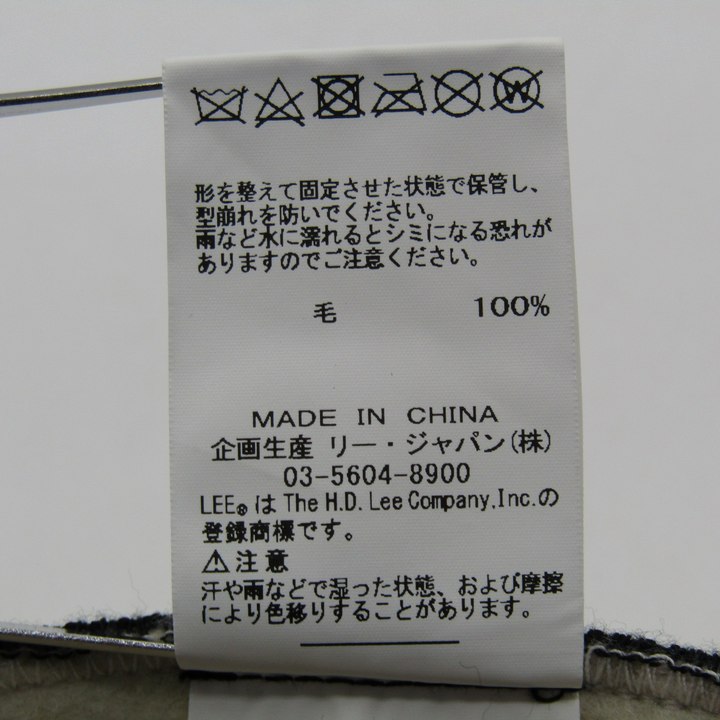 形を整えて固定させた状態で保管し、
型崩れを防いでください。
雨など水に濡れるとシミになる恐れが
ありますのでご注意ください。
毛 100%
MADE IN CHINA
企画生産 リー・ジャパン(株)
03-5604-8900
LEE®は The H.D. Lee Company, Inc.の
登録商標です。
⚠注意
汗や雨などで湿った状態、および摩擦
により色移りすることがあります。